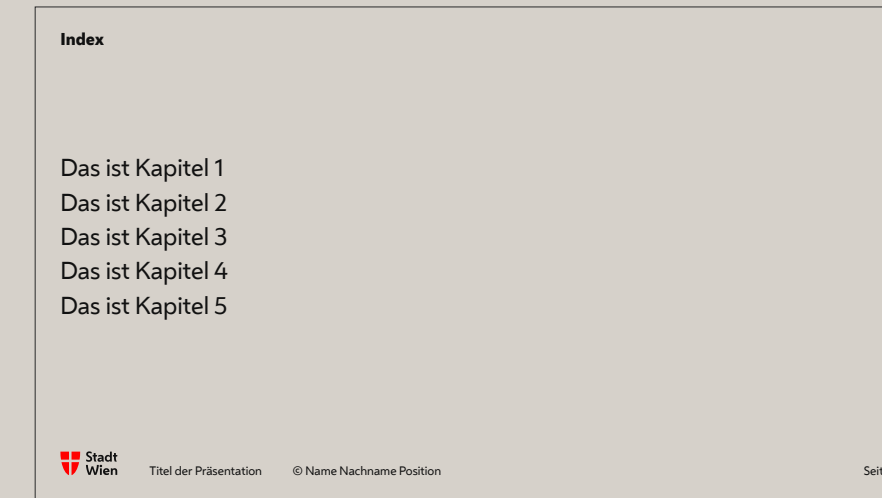 Index
Das ist Kapitel 1
Das ist Kapitel 2
Das ist Kapitel 3
Das ist Kapitel 4
Das ist Kapitel 5
Stadt
Wien
Titel der Präsentation © Name Nachname Position Seit